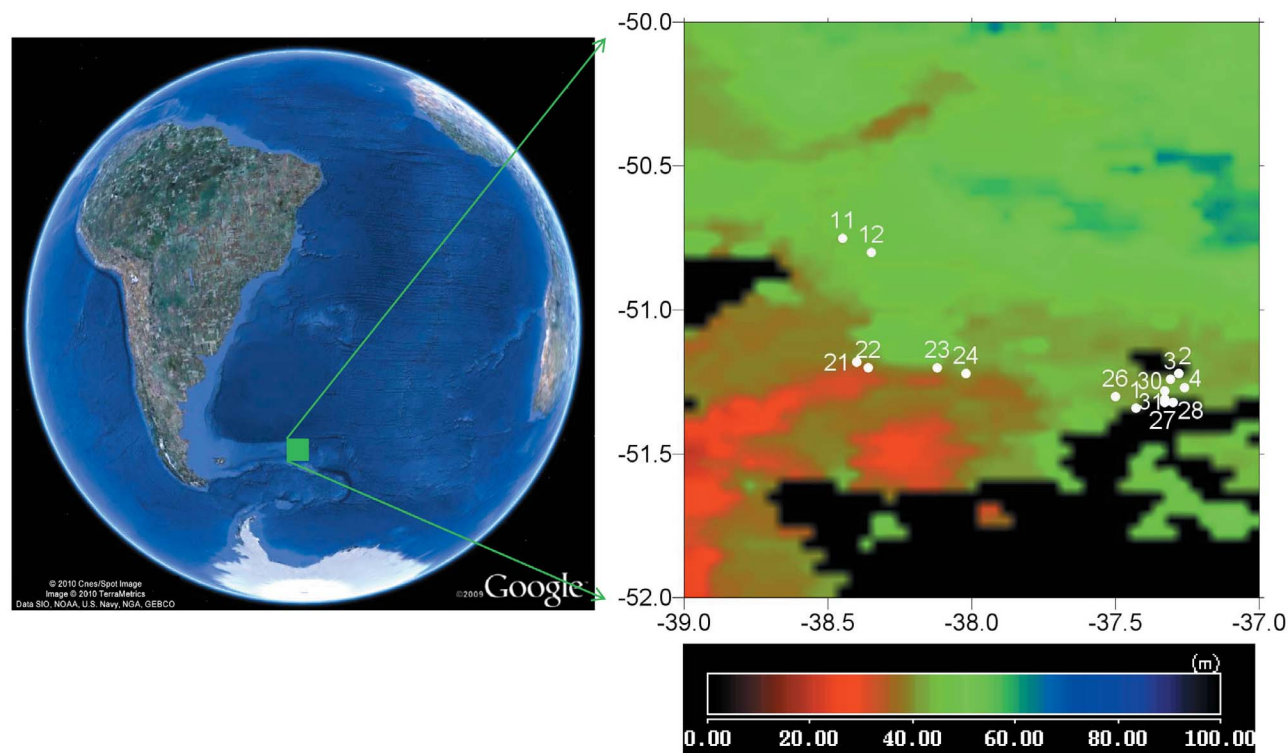 © 2010 Cnes/Spot Image
Image © 2010 TerraMetrics
Data SIO, NOAA, U.S. Navy, NGA, GEBCO
©2009 Google
-50.0
-50.5
-51.0
-51.5
-52.0
11
12
21
22
23
24
26
30
32
1
31
4
27
28
-39.0 -38.5 -38.0 -37.5 -37.0
(m)
0.00 20.00 40.00 60.00 80.00 100.00